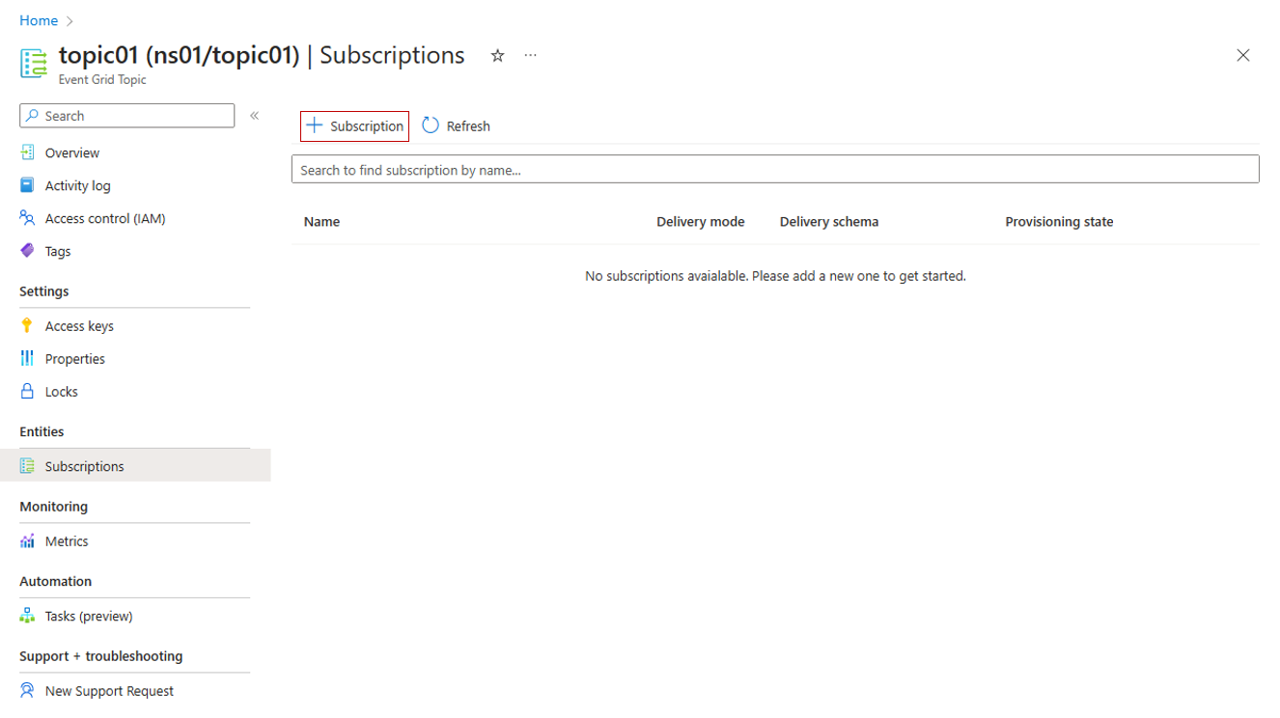 Home
topic01 (ns01/topic01) | Subscriptions
Event Grid Topic
Search
Overview
Activity log
Access control (IAM)
Tags
Settings
Access keys
Properties
Locks
Entities
Subscriptions
Monitoring
Metrics
Automation
Tasks (preview)
Support + troubleshooting
New Support Request
Subscription Refresh
Search to find subscription by name...
Name Delivery mode Delivery schema Provisioning state
No subscriptions avaialable. Please add a new one to get started.